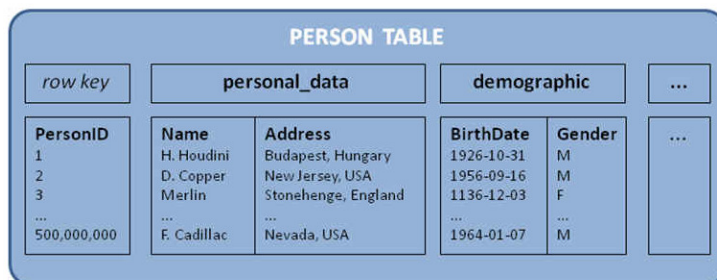 PERSON TABLE
row key personal_data demographic ...
PersonID Name Address BirthDate Gender ...
1 H. Houdini Budapest, Hungary 1926-10-31 M
2 D. Copper New Jersey, USA 1956-09-16 M
3 Merlin Stonehenge, England 1136-12-03 F
... ... ... ... ...
500,000,000 F. Cadillac Nevada, USA 1964-01-07 M